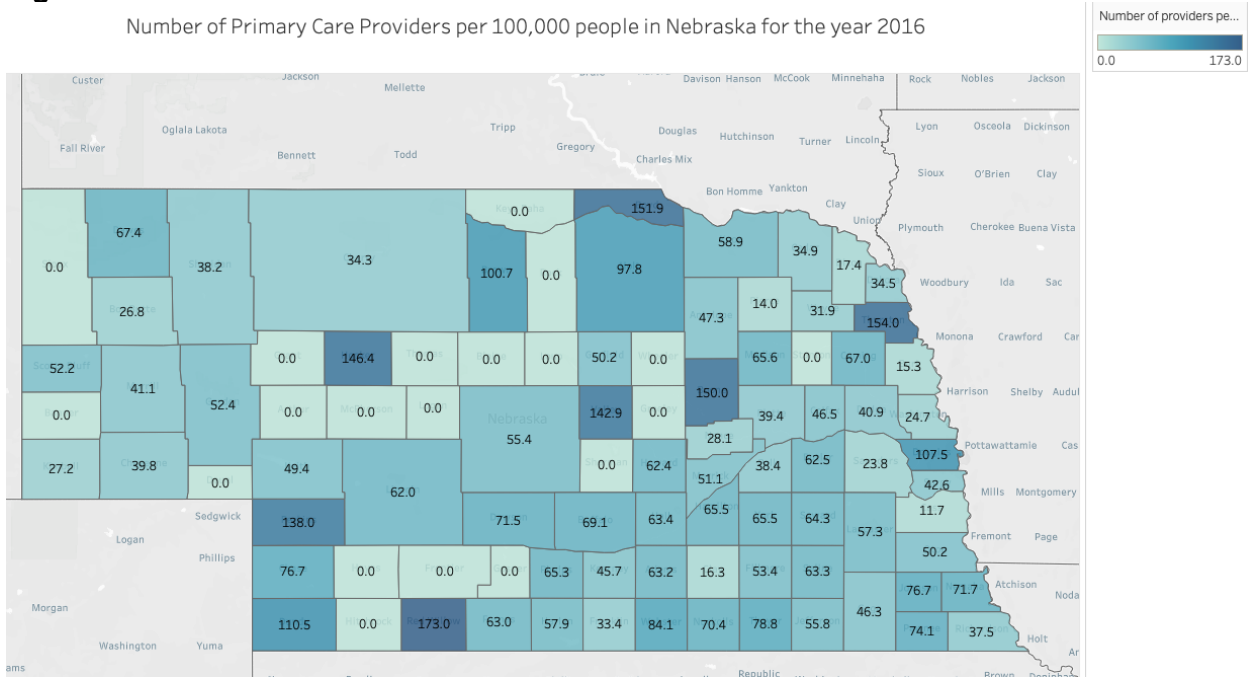 Number of Primary Care Providers per 100,000 people in Nebraska for the year 2016
Number of providers pe...
0.0 173.0
Custer Jackson Davison Hanson McCook Minnehaha Rock Nobles Jackson
Mellette
Oglala Lakota Tripp Douglas Hutchinson Turner Lincoln Lyon Osceola Dickinson
Fall River Bennett Todd Gregory Charles Mix
Sioux O'Brien Clay
Bon Homme Yankton
Clay
Union Plymouth Cherokee Buena Vista
0.0 151.9
67.4 58.9 34.9
0.0 38.2 34.3 100.7 0.0 97.8 17.4
34.5 Woodbury Ida Sac
26.8 47.3 14.0 31.9
154.0
Monona Crawford Car
0.0 146.4 0.0 0.0 0.0 50.2 0.0 65.6 0.0 67.0
52.2 15.3
41.1 Harrison Shelby Audul
52.4 150.0
0.0 0.0 0.0 0.0 142.9 0.0 39.4 46.5 40.9 24.7
Nebraska
55.4 28.1
Pottawattamie Cas
107.5
27.2 39.8 49.4 0.0 62.4 38.4 62.5 23.8
0.0 62.0 51.1 42.6
Mills Montgomery
Sedgwick 138.0 71.5 69.1 63.4 65.5 65.5 64.3 57.3 11.7
Logan Fremont Page
Phillips 50.2
76.7 0.0 0.0 0.0 65.3 45.7 63.2 16.3 53.4 63.3
76.7 71.7 Atchison
Noda
Morgan 46.3
110.5 0.0 173.0 63.0 57.9 33.4 84.1 70.4 78.8 55.8
74.1 37.5 Holt
Washington Yuma
ams
Republic Brown